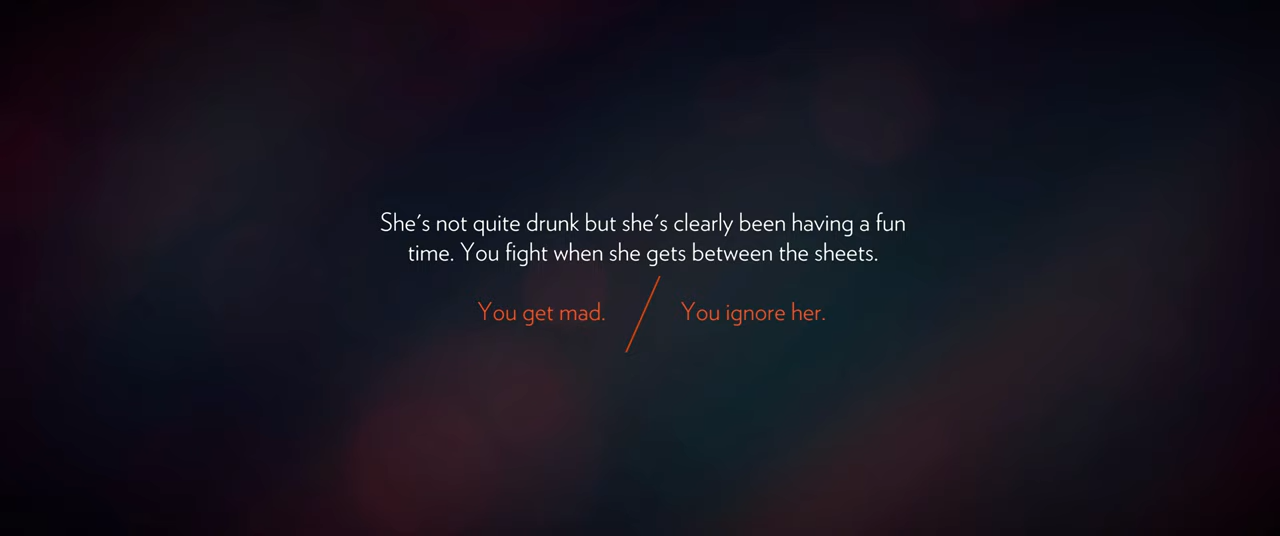 She's not quite drunk but she's clearly been having a fun
time. You fight when she gets between the sheets.
You get mad. / You ignore her.